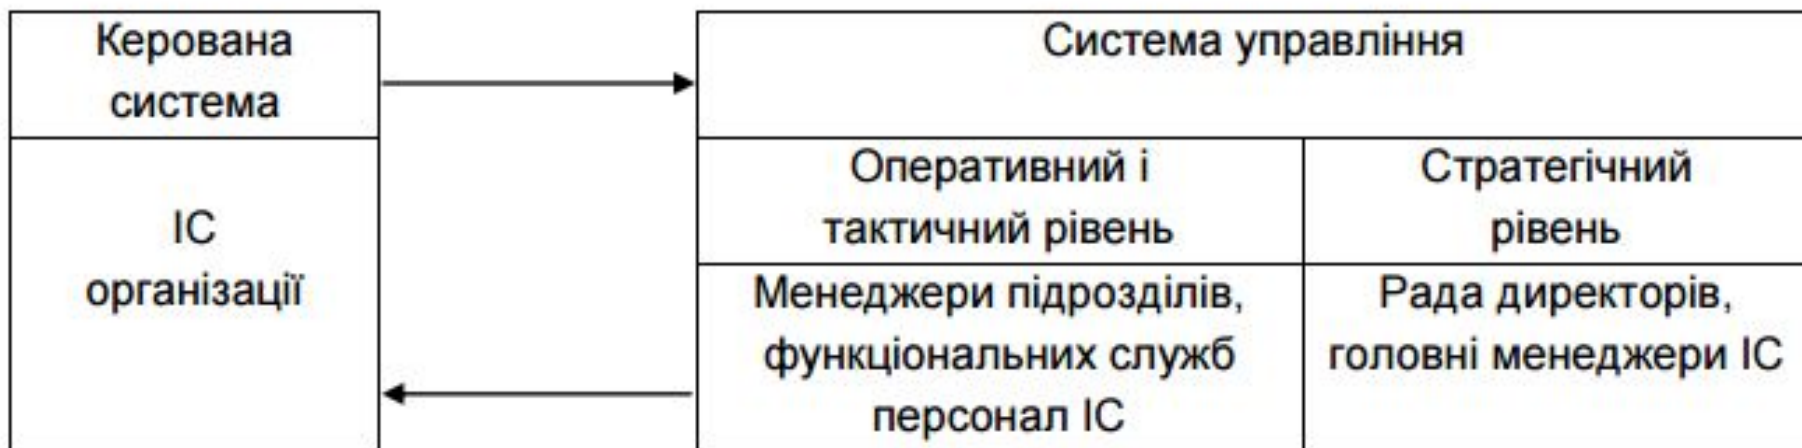 Керована
система
Система управління
ІС
організації
Оперативний і
тактичний рівень
Стратегічний
рівень
Менеджери підрозділів,
функціональних служб
персонал ІС
Рада директорів,
головні менеджери ІС